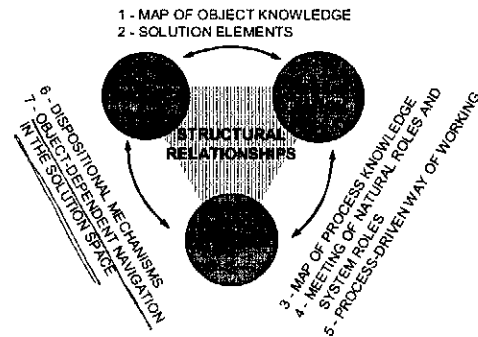 1 - MAP OF OBJECT KNOWLEDGE
2 - SOLUTION ELEMENTS
STRUCTURAL
RELATIONSHIPS
3 - MAP OF PROCESS KNOWLEDGE
4 - MEETING OF NATURAL ROLES AND
SYSTEM ROLES
5 - PROCESS-DRIVEN WAY OF WORKING
6 - DISPOSITIONAL MECHANISMS
7 - OBJECT-DEPENDENT NAVIGATION
IN THE SOLUTION SPACE